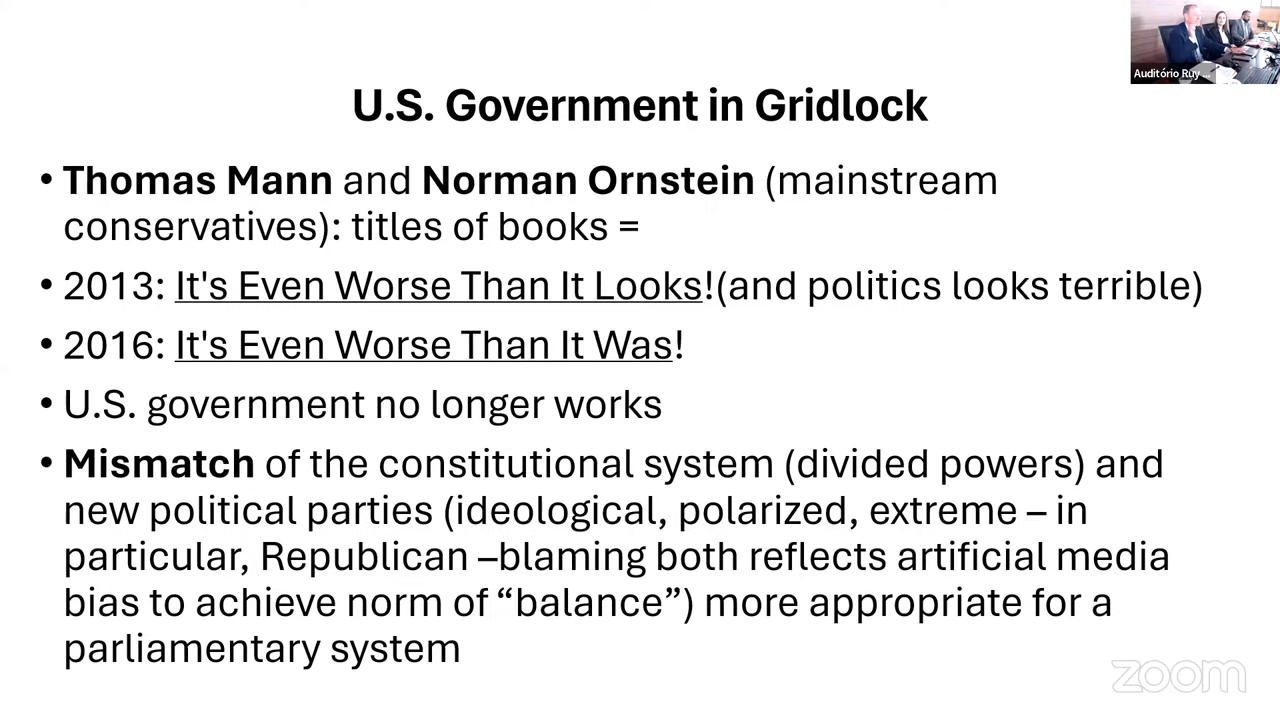 Auditório Ruy ...
U.S. Government in Gridlock
• Thomas Mann and Norman Ornstein (mainstream
conservatives): titles of books =
• 2013: It's Even Worse Than It Looks!(and politics looks terrible)
• 2016: It's Even Worse Than It Was!
• U.S. government no longer works
• Mismatch of the constitutional system (divided powers) and
new political parties (ideological, polarized, extreme – in
particular, Republican –blaming both reflects artificial media
bias to achieve norm of “balance”) more appropriate for a
parliamentary system
zoom